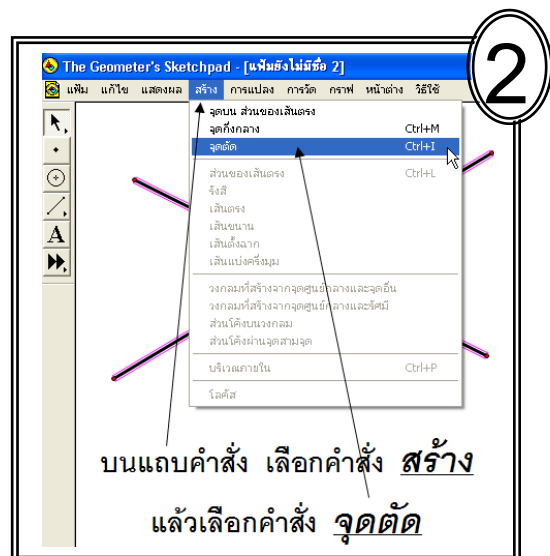 2
The Geometer's Sketchpad - [แฟ้มยังไม่มีชื่อ 2]
แฟ้ม แก้ไข แสดงผล สร้าง การแปลง การวัด กราฟ หน้าต่าง วิธีใช้
จุดบน ส่วนของเส้นตรง
จุดกึ่งกลาง Ctrl+M
จุดตัด Ctrl+I
ส่วนของเส้นตรง Ctrl+L
รังสี
เส้นตรง
เส้นขนาน
เส้นตั้งฉาก
เส้นแบ่งครึ่งมุม
วงกลมที่สร้างจากจุดศูนย์กลางและจุดอื่น
วงกลมที่สร้างจากจุดศูนย์กลางและรัศมี
ส่วนโค้งบนวงกลม
ส่วนโค้งผ่านจุดสามจุด
บริเวณภายใน Ctrl+P
โลคัส
A
บนแถบคำสั่ง เลือกคำสั่ง สร้าง
แล้วเลือกคำสั่ง จุดตัด